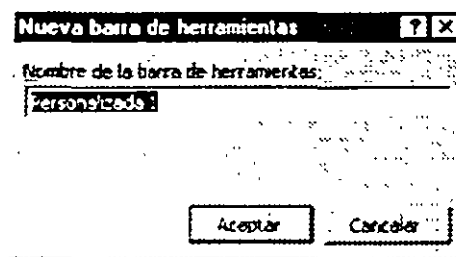 Nueva barra de herramientas
Nombre de la barra de herramientas:
Personalizada 1
Aceptar
Cancelar